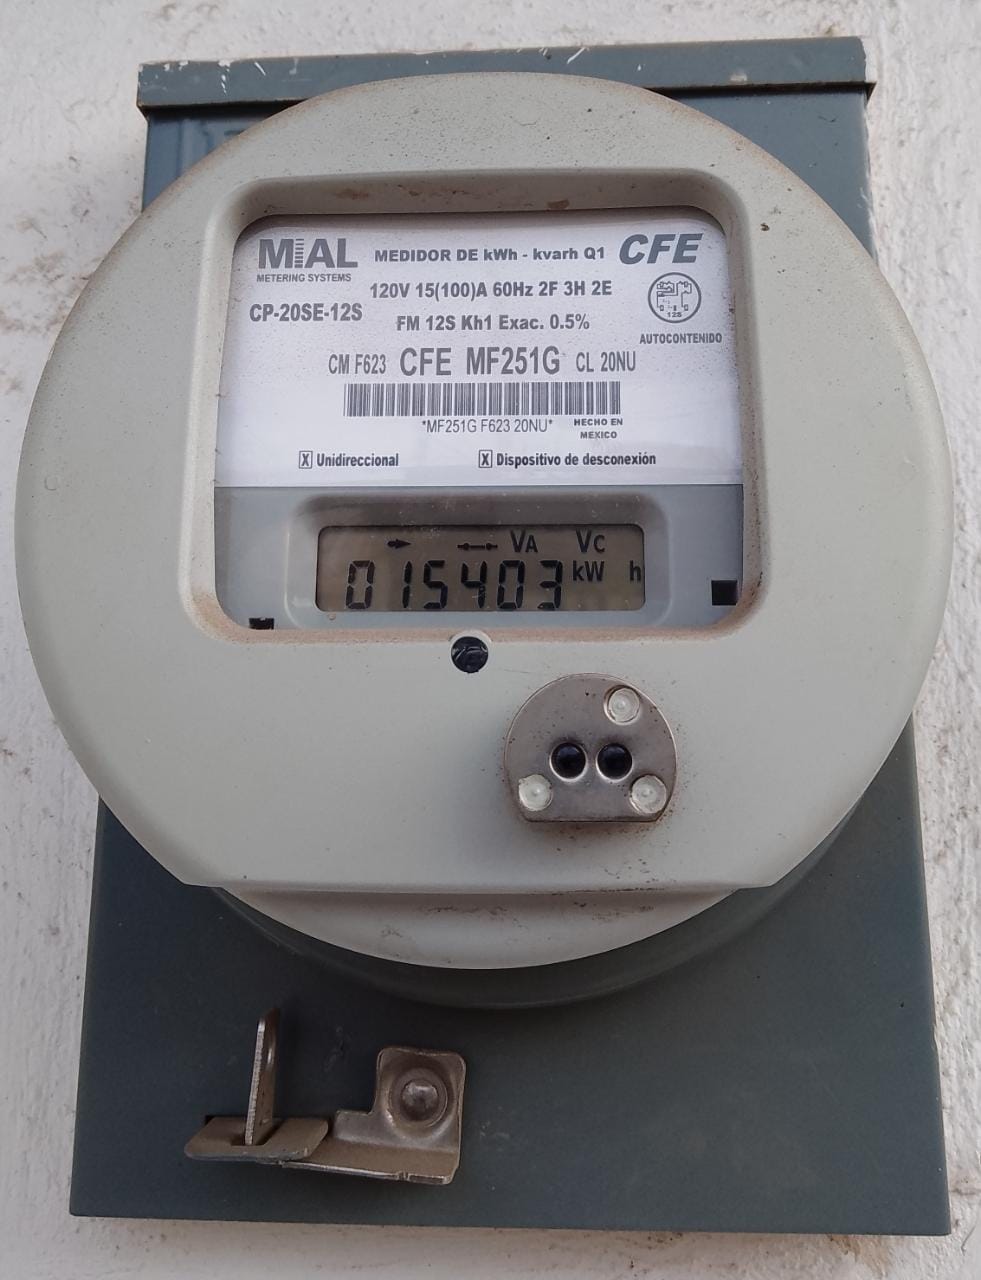 MIAL
METERING SYSTEMS
MEDIDOR DE kWh - kvarh Q1
CFE
120V 15(100)A 60Hz 2F 3H 2E
CP-20SE-12S
FM 12S Kh1 Exac. 0.5%
12S
AUTOCONTENIDO
CM F623 CFE MF251G CL 20NU
*MF251G F623 20NU*
HECHO EN
MEXICO
X Unidireccional
X Dispositivo de desconexión
VA VC
015403 kW h